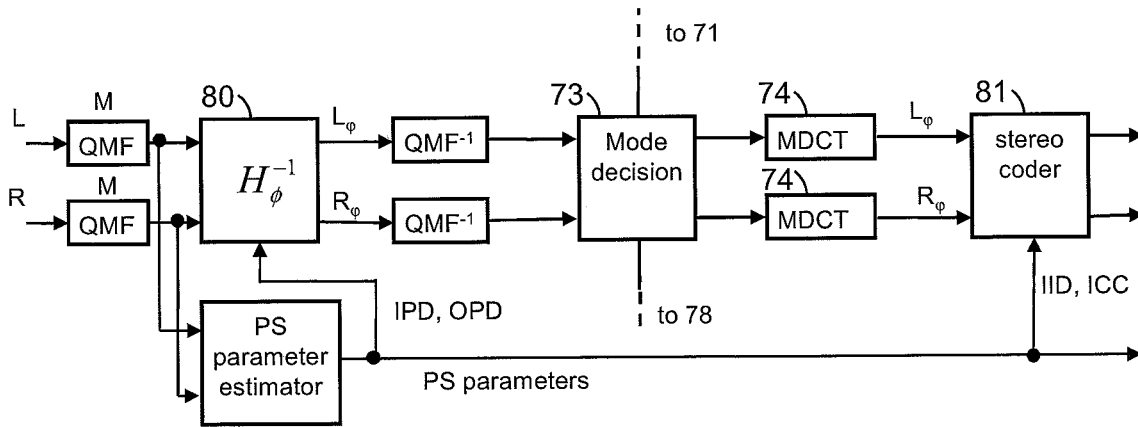 to 71
L
M
QMF
80
H_φ^{-1}
L_φ
QMF⁻¹
73
Mode
decision
74
MDCT
L_φ
81
stereo
coder
R
M
QMF
R_φ
QMF⁻¹
74
MDCT
R_φ
IID, ICC
to 78
IPD, OPD
PS
parameter
estimator
PS parameters